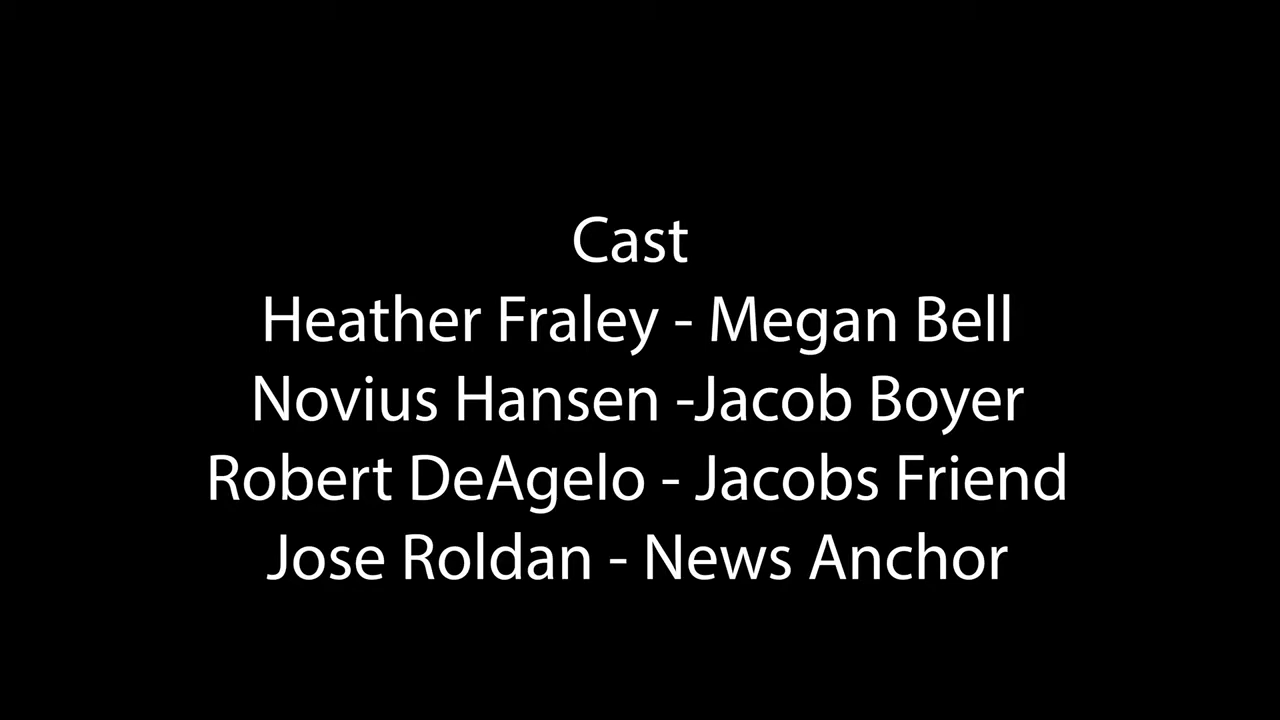 Cast
Heather Fraley - Megan Bell
Novius Hansen -Jacob Boyer
Robert DeAgelo - Jacobs Friend
Jose Roldan - News Anchor